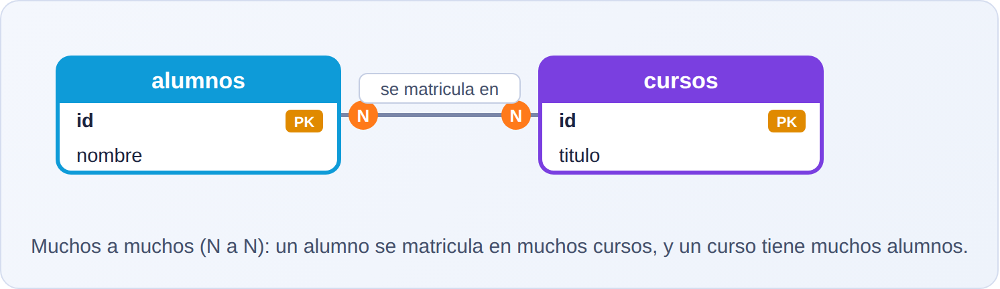 alumnos
id PK
nombre
se matricula en
N N
cursos
id PK
titulo
Muchos a muchos (N a N): un alumno se matricula en muchos cursos, y un curso tiene muchos alumnos.